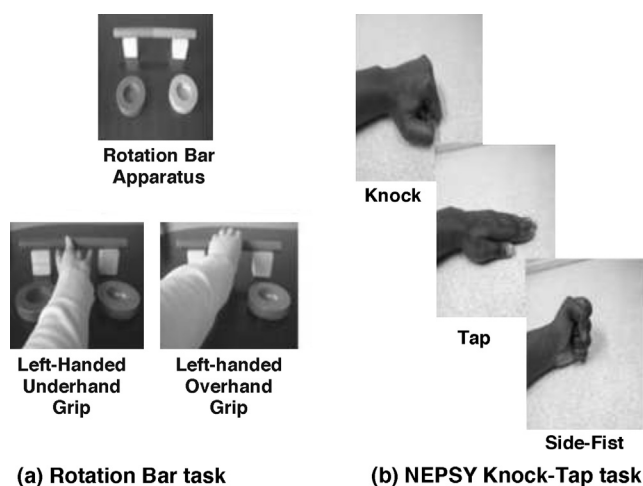 Rotation Bar
Apparatus
Left-Handed
Underhand
Grip
Left-handed
Overhand
Grip
(a) Rotation Bar task
Knock
Tap
Side-Fist
(b) NEPSY Knock-Tap task